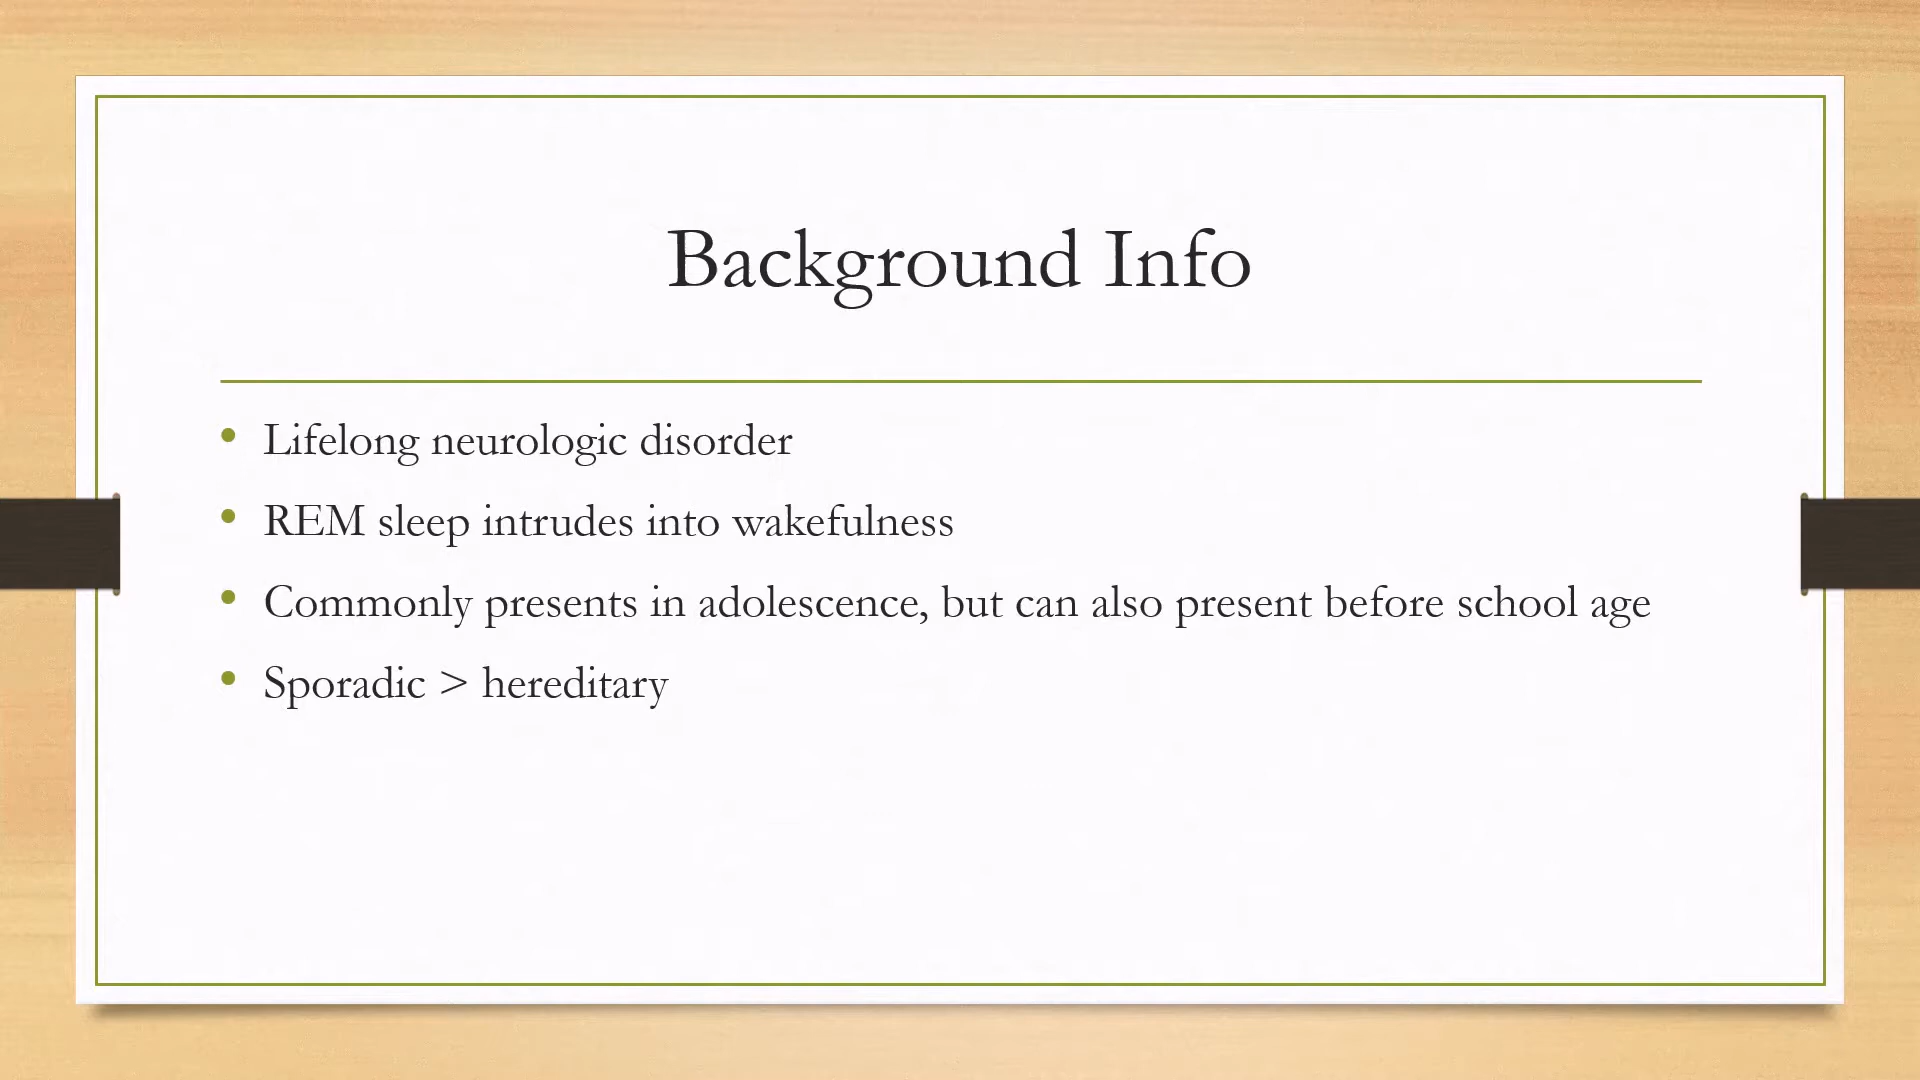 Background Info
• Lifelong neurologic disorder
• REM sleep intrudes into wakefulness
• Commonly presents in adolescence, but can also present before school age
• Sporadic > hereditary